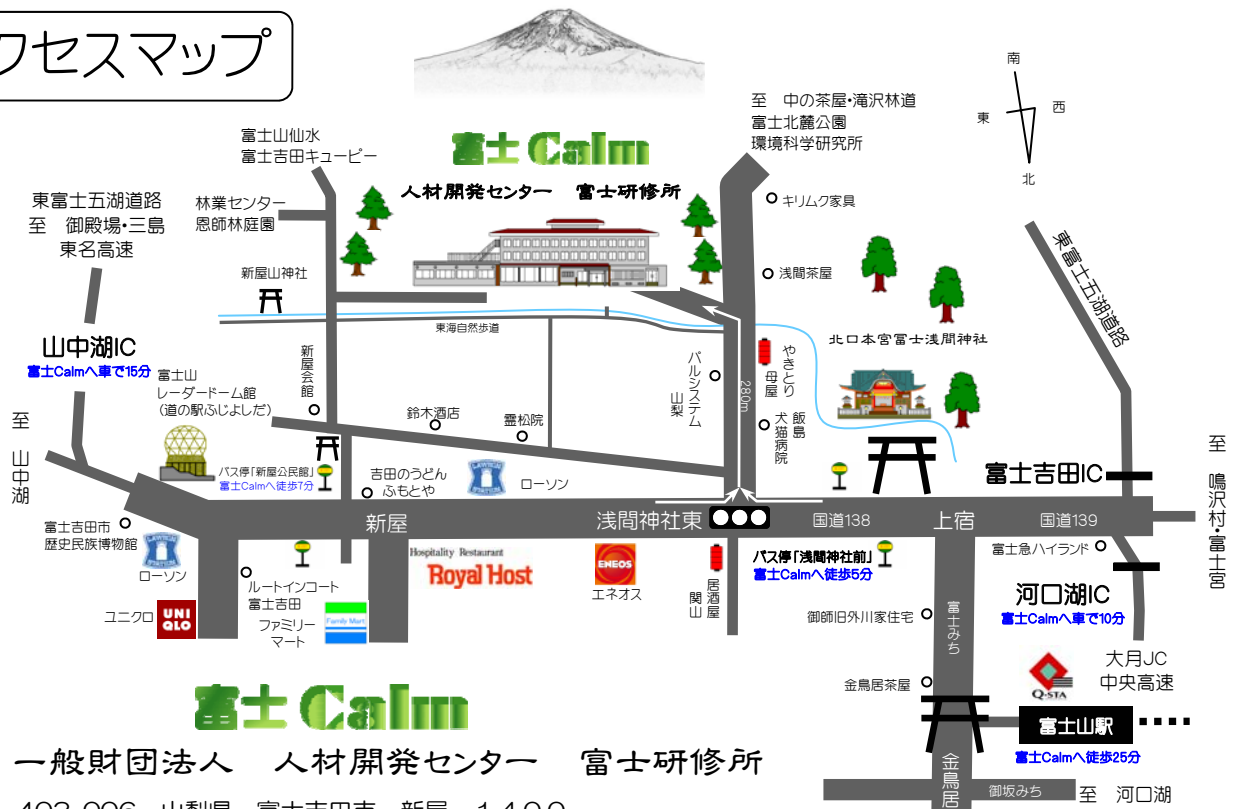 クセスマップ
南
東
西
北
至 中の茶屋・滝沢林道
富士北麓公園
環境科学研究所
富士山仙水
富士吉田キューピー
富士 Calm
人材開発センター 富士研修所
林業センター
恩師林庭園
東富士五湖道路
至 御殿場・三島
東名高速
キリムク家具
新屋山神社
浅間茶屋
東富士五湖道路
東海自然歩道
北口本宮富士浅間神社
山中湖IC
富士Calmへ車で15分
新屋会館
パルシステム
山梨
280m
やきとり
母屋
富士山
レーダードーム館
(道の駅ふじよしだ)
鈴木酒店
霊松院
飯島
犬猫病院
至 山中湖
バス停「新屋公民館」
富士Calmへ徒歩7分
吉田のうどん
ふもとや
LAWSON
STATION
ローソン
富士吉田IC
至 鳴沢村・富士宮
新屋
浅間神社東
国道138
上宿
国道139
富士吉田市
歴史民族博物館
LAWSON
STATION
ローソン
Hospitality Restaurant
Royal Host
ENEOS
エネオス
居酒屋
関山
バス停「浅間神社前」
富士Calmへ徒歩5分
富士急ハイランド
河口湖IC
富士Calmへ車で10分
ルートインコート
富士吉田
ユニクロ
UNI
QLO
ファミリー
マート
Family Mart
御師旧外川家住宅
富士みち
大月JC
中央高速
Q-STA
金鳥居茶屋
富士山駅
富士Calmへ徒歩25分
富士 Calm
一般財団法人 人材開発センター 富士研修所
金鳥居
御坂みち
至 河口湖
403-006 山梨県 富士吉田市 新屋 1400